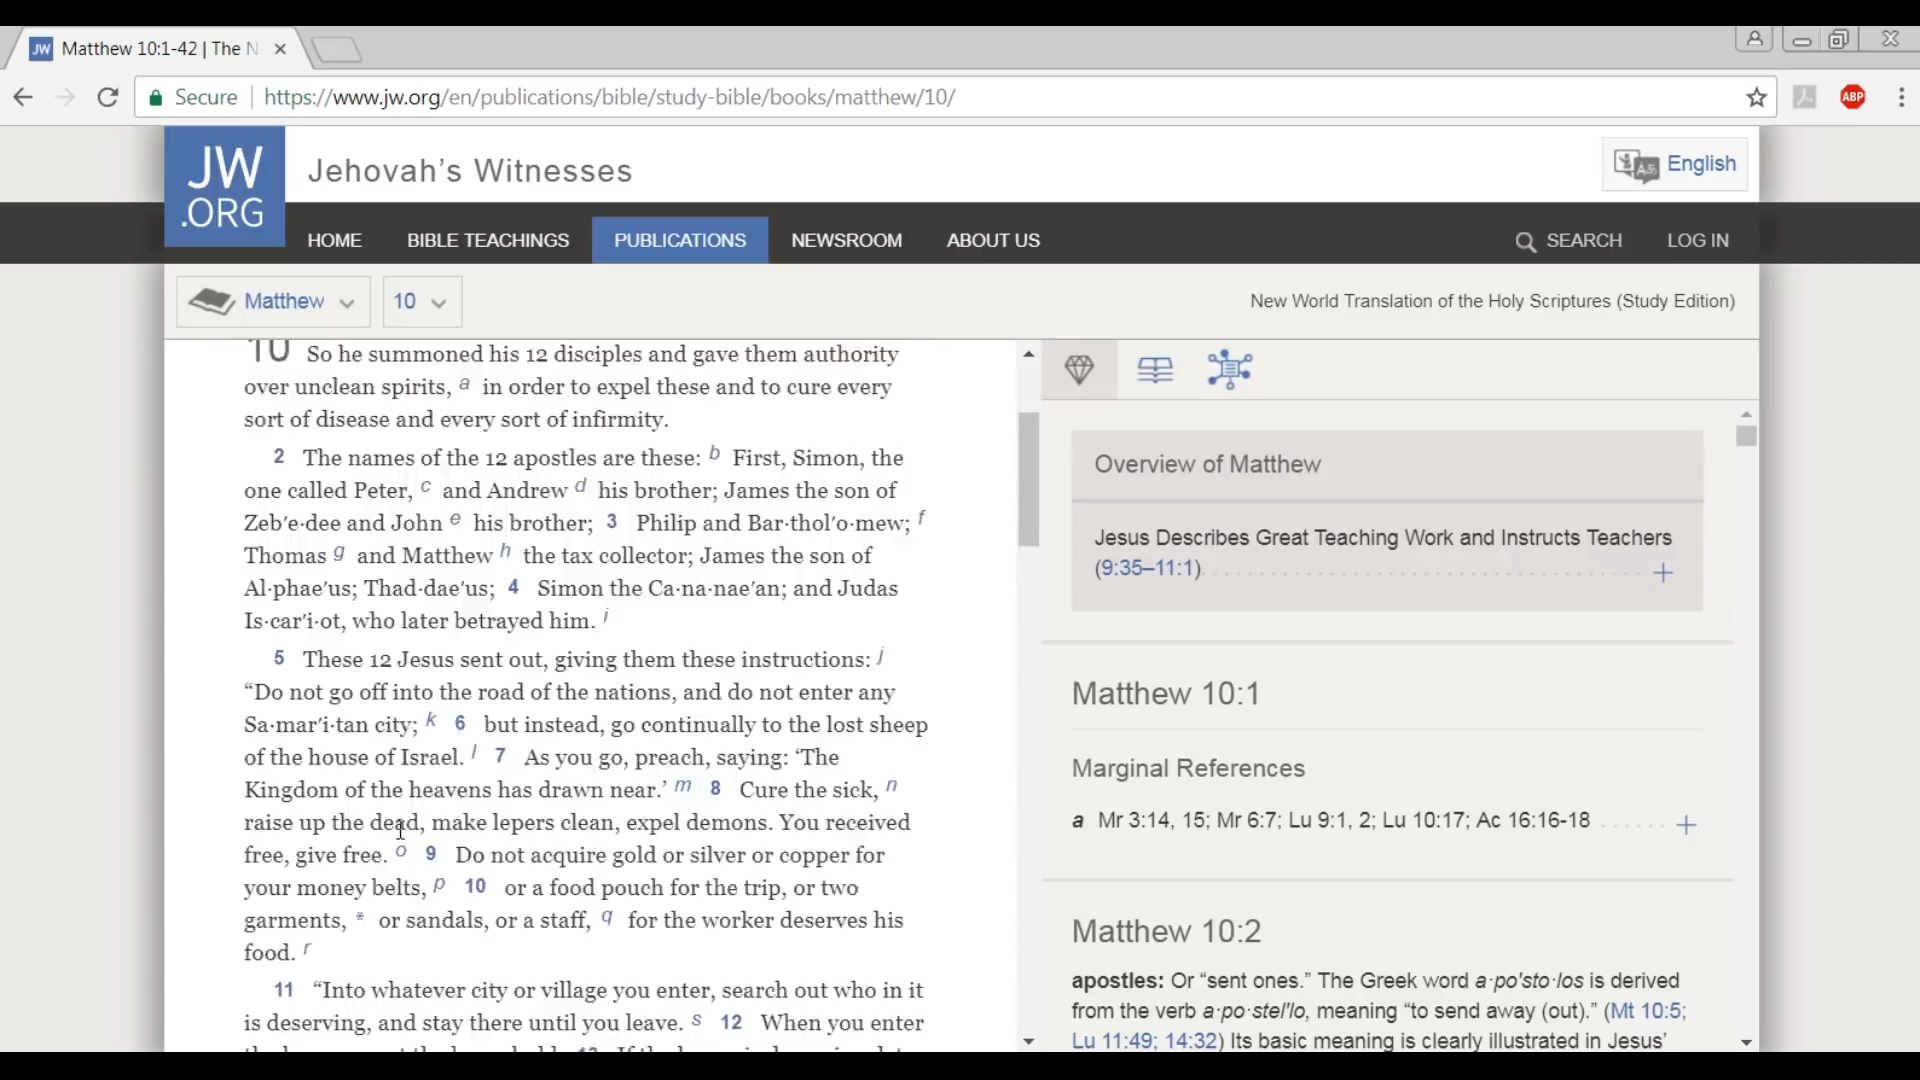 JW Matthew 10:1-42 | The N
Secure https://www.jw.org/en/publications/bible/study-bible/books/matthew/10/
ABP
JW
.ORG
Jehovah's Witnesses
English
HOME BIBLE TEACHINGS PUBLICATIONS NEWSROOM ABOUT US SEARCH LOG IN
Matthew 10 New World Translation of the Holy Scriptures (Study Edition)
10 So he summoned his 12 disciples and gave them authority
over unclean spirits, a in order to expel these and to cure every
sort of disease and every sort of infirmity.
2 The names of the 12 apostles are these: b First, Simon, the
one called Peter, c and Andrew d his brother; James the son of
Zeb′e·dee and John e his brother; 3 Philip and Bar·thol′o·mew; f
Thomas g and Matthew h the tax collector; James the son of
Al·phae′us; Thad·dae′us; 4 Simon the Ca·na·nae′an; and Judas
Is·car′i·ot, who later betrayed him. i
5 These 12 Jesus sent out, giving them these instructions: j
“Do not go off into the road of the nations, and do not enter any
Sa·mar′i·tan city; k 6 but instead, go continually to the lost sheep
of the house of Israel. l 7 As you go, preach, saying: ‘The
Kingdom of the heavens has drawn near.’ m 8 Cure the sick, n
raise up the dead, make lepers clean, expel demons. You received
free, give free. o 9 Do not acquire gold or silver or copper for
your money belts, p 10 or a food pouch for the trip, or two
garments, * or sandals, or a staff, q for the worker deserves his
food. r
11 “Into whatever city or village you enter, search out who in it
is deserving, and stay there until you leave. s 12 When you enter
Overview of Matthew
Jesus Describes Great Teaching Work and Instructs Teachers
(9:35–11:1) +
Matthew 10:1
Marginal References
a Mr 3:14, 15; Mr 6:7; Lu 9:1, 2; Lu 10:17; Ac 16:16-18 +
Matthew 10:2
apostles: Or “sent ones.” The Greek word a·po′sto·los is derived
from the verb a·po·stel′lo, meaning “to send away (out).” (Mt 10:5;
Lu 11:49; 14:32) Its basic meaning is clearly illustrated in Jesus’